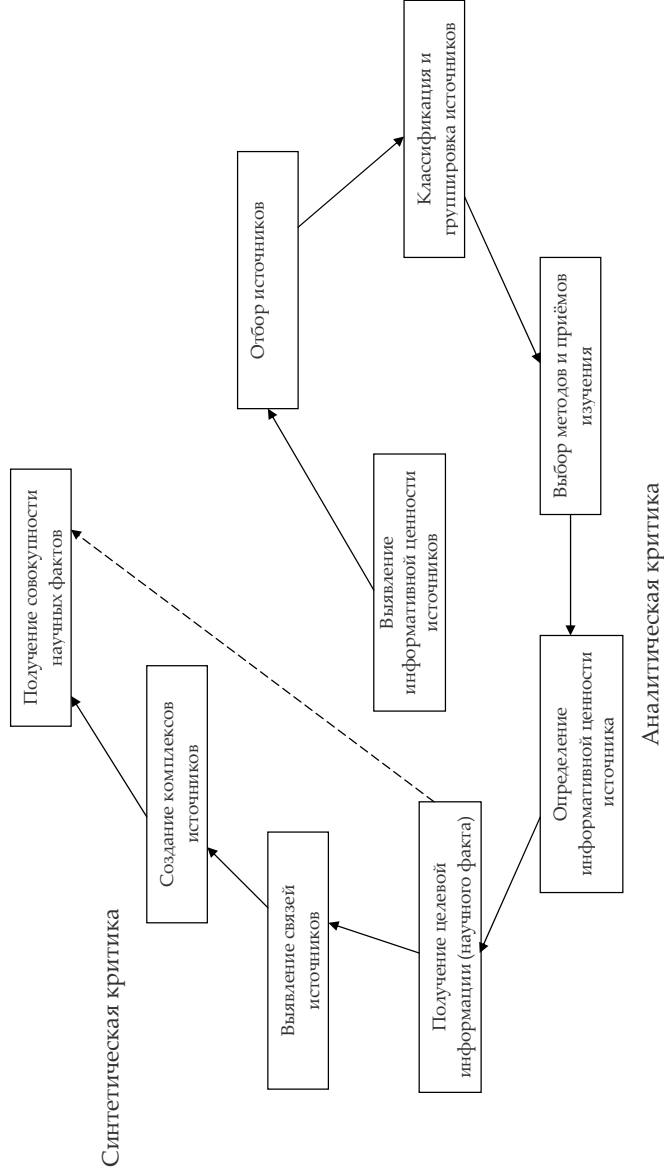 Синтетическая критика
Получение совокупности
научных фактов
Создание комплексов
источников
Выявление связей
источников
Получение целевой
информации (научного факта)
Отбор источников
Выявление
информативной ценности
источников
Классификация и
группировка источников
Выбор методов и приёмов
изучения
Определение
информативной ценности
источника
Аналитическая критика